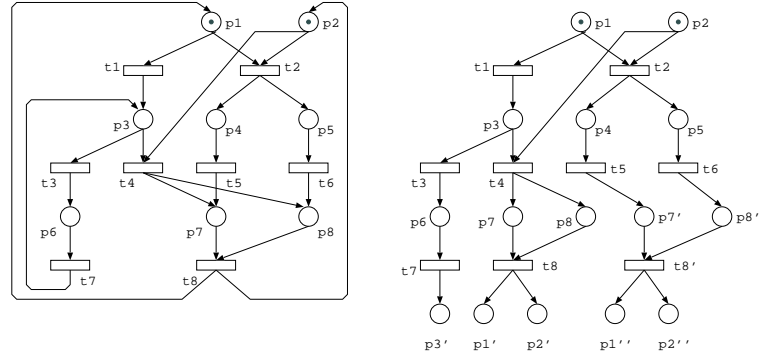 p1 p2 p1 p2
t1 t2 t1 t2
p3 p4 p5 p3 p4 p5
t3 t4 t5 t6 t3 t4 t5 t6
p6 p7 p8 p6 p7 p8 p7' p8'
t7 t8 t7 t8 t8'
p3' p1' p2' p1'' p2''